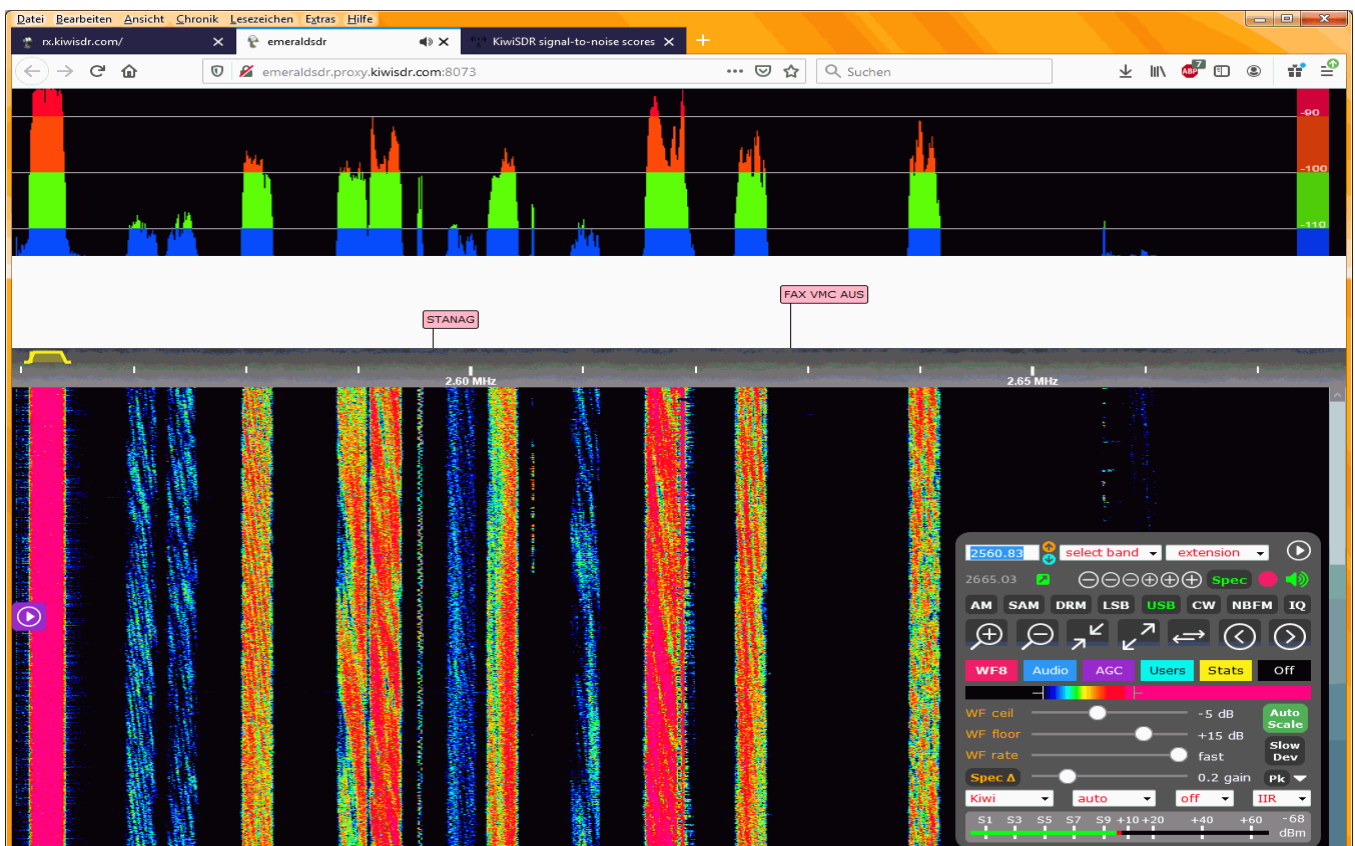 Datei Bearbeiten Ansicht Chronik Lesezeichen Extras Hilfe
rx.kiwisdr.com/
emeraldsdr
KiwiSDR signal-to-noise scores
emeraldsdr.proxy.kiwisdr.com:8073
Suchen
ABP
7
-90
-100
-110
FAX VMC AUS
STANAG
2.60 MHz
2.65 MHz
2560.83 select band extension
2665.03 Spec
AM SAM DRM LSB USB CW NBFM IQ
WF8 Audio AGC Users Stats Off
WF ceil -5 dB Auto Scale
WF floor +15 dB
WF rate fast Slow Dev
Spec Δ 0.2 gain Pk
Kiwi auto off IIR
S1 S3 S5 S7 S9 +10 +20 +40 +60 -68 dBm